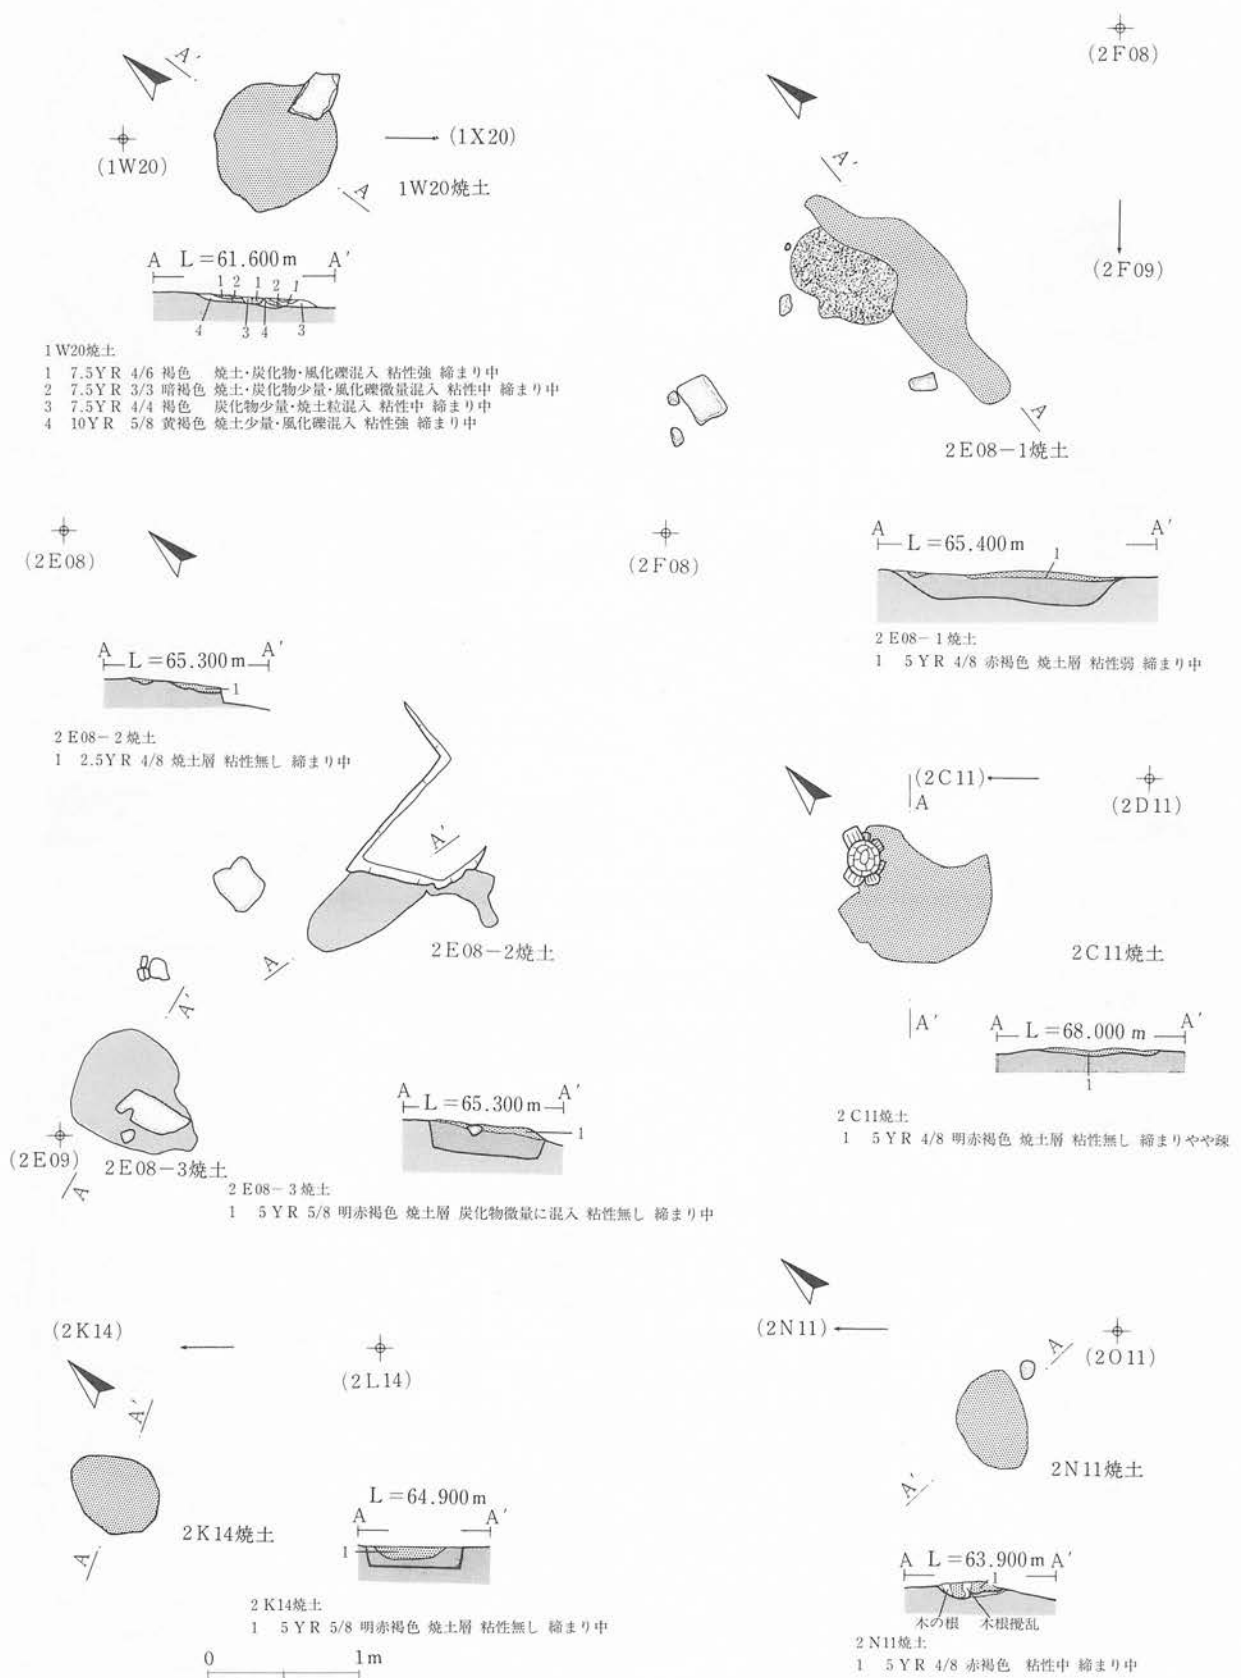 A'
(1W20)
(1X20)
A
1W20焼土
A L=61.600m A'
1 2 1 2 1
4 3 4 3
1W20焼土
1 7.5YR 4/6 褐色 焼土・炭化物・風化礫混入 粘性強 締まり中
2 7.5YR 3/3 暗褐色 焼土・炭化物少量・風化礫微量混入 粘性中 締まり中
3 7.5YR 4/4 褐色 炭化物少量・焼土粒混入 粘性中 締まり中
4 10YR 5/8 黄褐色 焼土少量・風化礫混入 粘性強 締まり中
(2F08)
A'
(2F09)
A
2E08-1焼土
(2F08)
A L=65.400m A'
1
2E08-1焼土
1 5YR 4/8 赤褐色 焼土層 粘性弱 締まり中
(2E08)
A L=65.300m A'
1
2E08-2焼土
1 2.5YR 4/8 焼土層 粘性無し 締まり中
A'
A
2E08-2焼土
(2C11)
A
(2D11)
2C11焼土
A'
A L=68.000m A'
1
2C11焼土
1 5YR 4/8 明赤褐色 焼土層 粘性無し 締まりやや疎
A'
(2E09)
A
2E08-3焼土
A L=65.300m A'
1
2E08-3焼土
1 5YR 5/8 明赤褐色 焼土層 炭化物微量に混入 粘性無し 締まり中
(2K14)
(2L14)
A'
A
2K14焼土
L=64.900m
A A'
1
2K14焼土
1 5YR 5/8 明赤褐色 焼土層 粘性無し 締まり中
0 1m
(2N11)
A
(2O11)
2N11焼土
A'
A L=63.900m A'
1
木の根 木根攪乱
2N11焼土
1 5YR 4/8 赤褐色 粘性中 締まり中